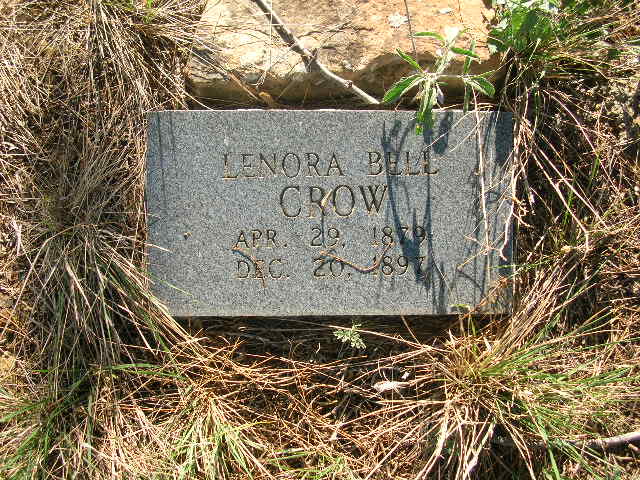 LENORA BELL
CROW
APR. 29, 1879
DEC. 20, 1897